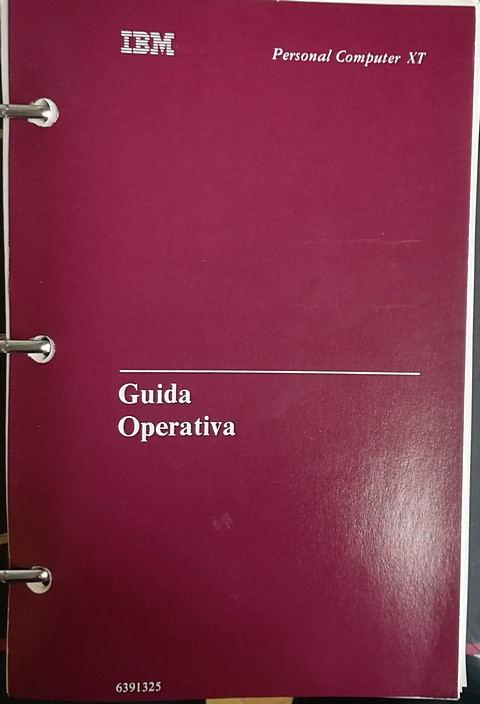 IBM
Personal Computer XT
Guida
Operativa
6391325